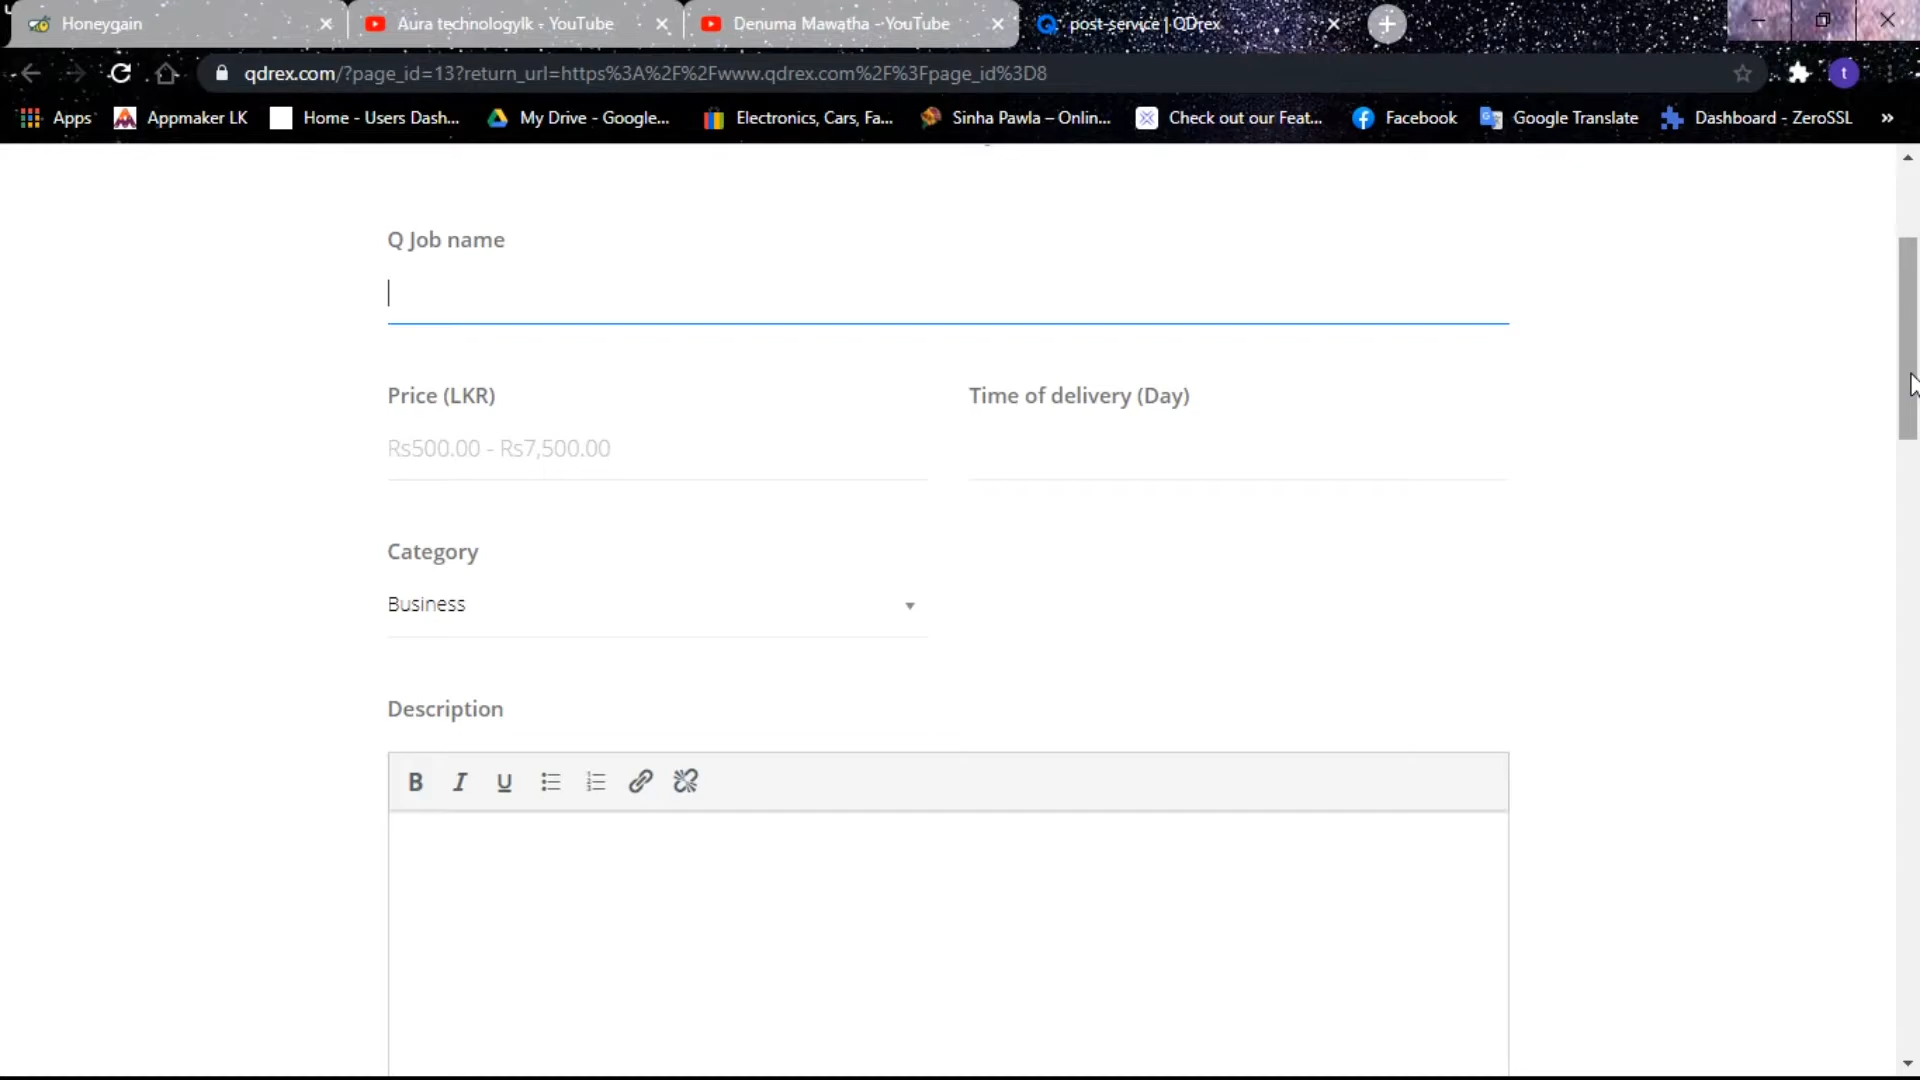 Honeygain
Aura technologylk - YouTube
Denuma Mawatha - YouTube
post-service | QDrex
qdrex.com/?page_id=13?return_url=https%3A%2F%2Fwww.qdrex.com%2F%3Fpage_id%3D8
t
Apps
Appmaker LK
Home - Users Dash...
My Drive - Google...
Electronics, Cars, Fa...
Sinha Pawla – Onlin...
Check out our Feat...
Facebook
Google Translate
Dashboard - ZeroSSL
»
Q Job name
Price (LKR)
Time of delivery (Day)
Rs500.00 - Rs7,500.00
Category
Business
Description
B I U